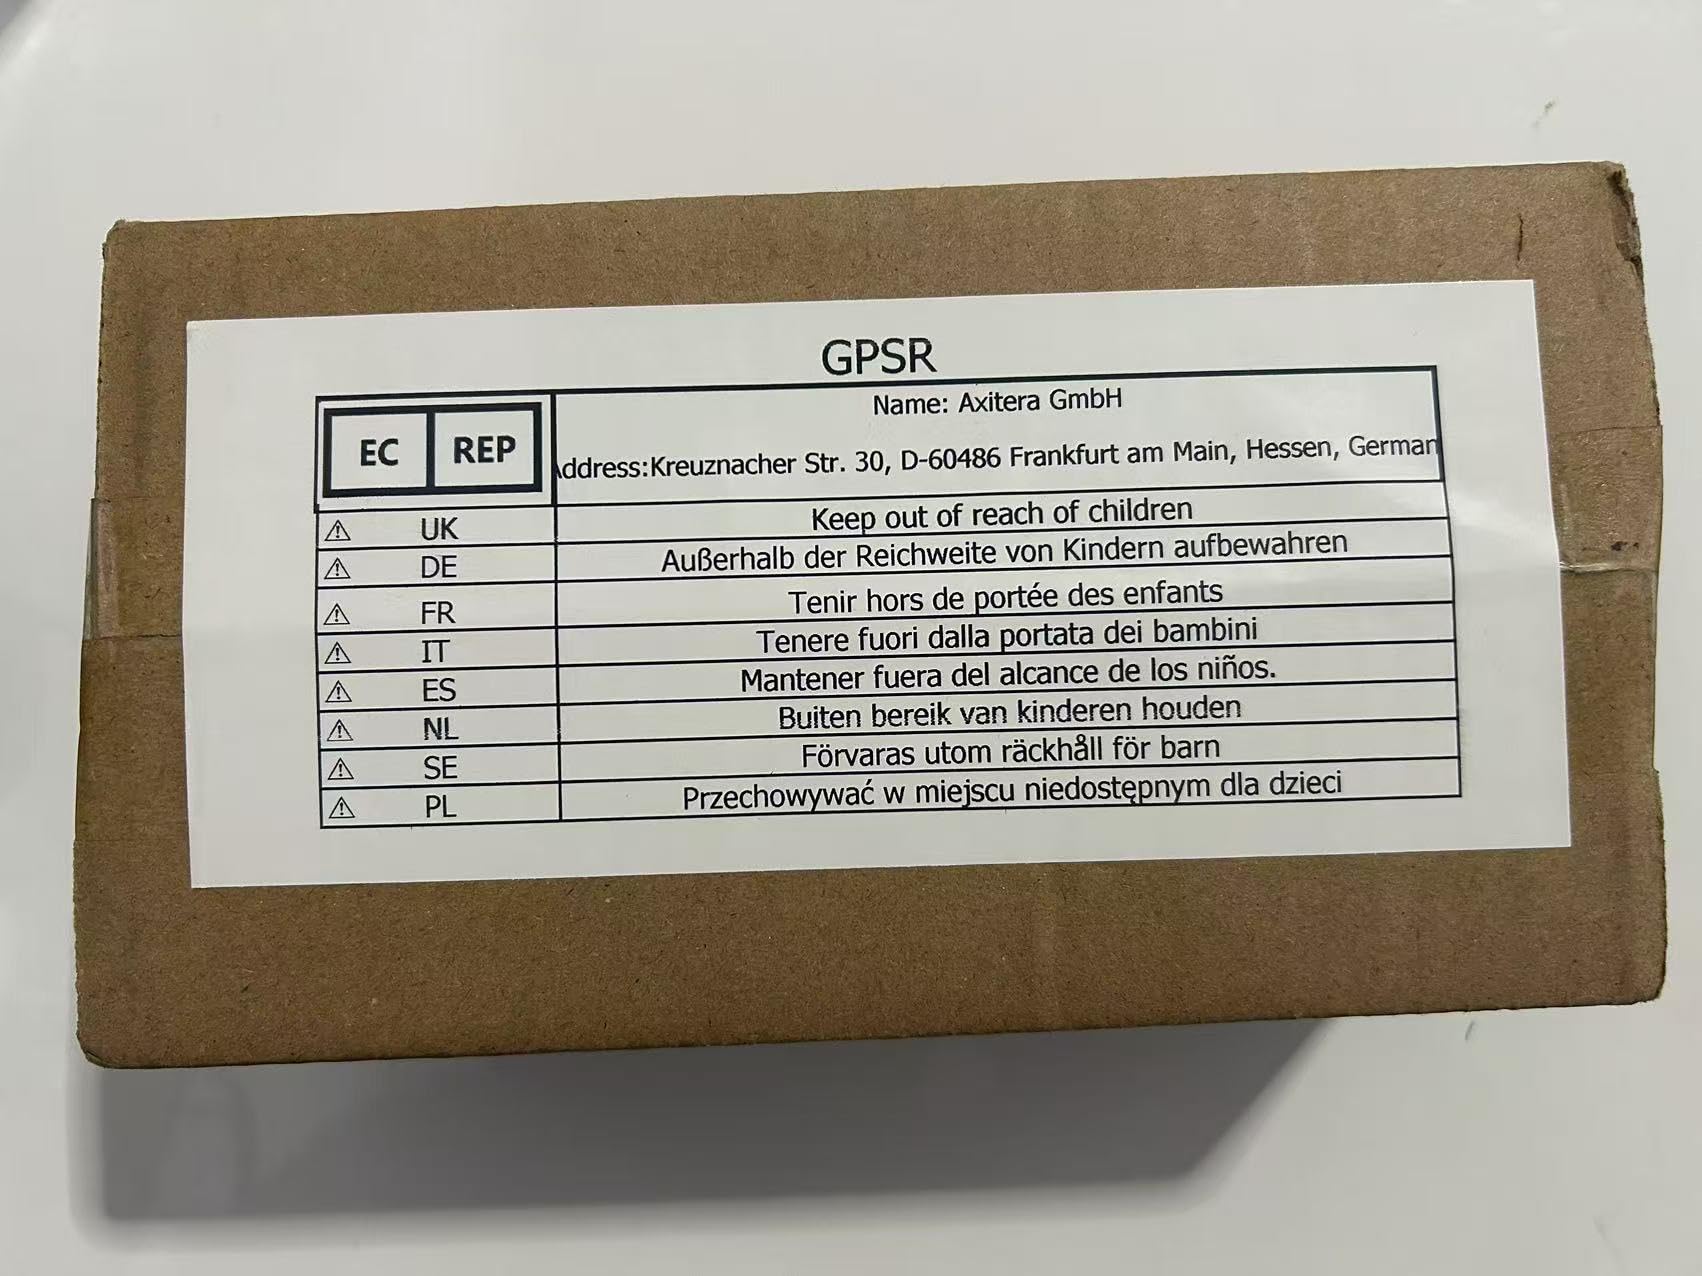 GPSR
EC REP
Name: Axitera GmbH
ddress:Kreuznacher Str. 30, D-60486 Frankfurt am Main, Hessen, German
⚠ UK Keep out of reach of children
⚠ DE Außerhalb der Reichweite von Kindern aufbewahren
⚠ FR Tenir hors de portée des enfants
⚠ IT Tenere fuori dalla portata dei bambini
⚠ ES Mantener fuera del alcance de los niños.
⚠ NL Buiten bereik van kinderen houden
⚠ SE Förvaras utom räckhåll för barn
⚠ PL Przechowywać w miejscu niedostępnym dla dzieci